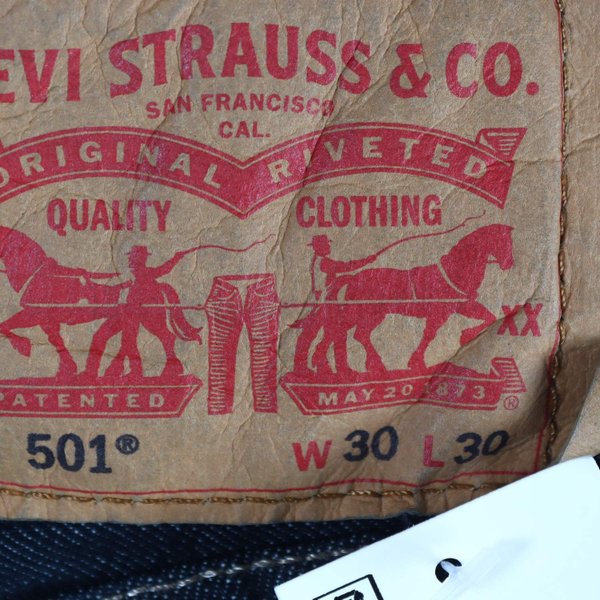 EVI STRAUSS & CO.
SAN FRANCISCO
CAL.
ORIGINAL RIVETED
QUALITY CLOTHING
XX
PATENTED MAY 20 1873 ®
501® W 30 L 30